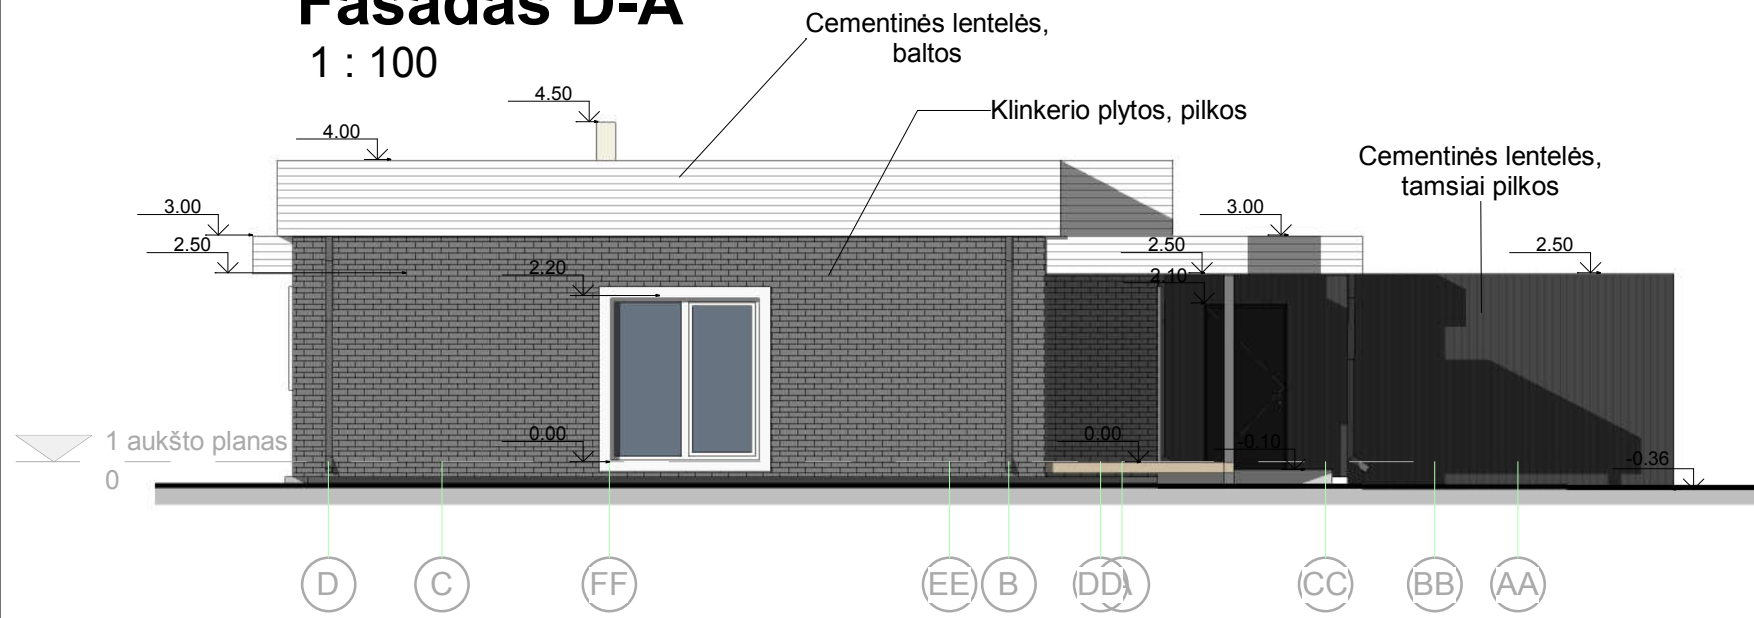 Fasadas D-A
1 : 100
Cementinės lentelės,
baltos
4.50
Klinkerio plytos, pilkos
4.00
Cementinės lentelės,
tamsiai pilkos
3.00
3.00
2.50
2.50
2.50
2.20
2.10
1 aukšto planas
0.00
0.00
-0.10
-0.36
0
D
C
FF
EE
B
DD
A
CC
BB
AA